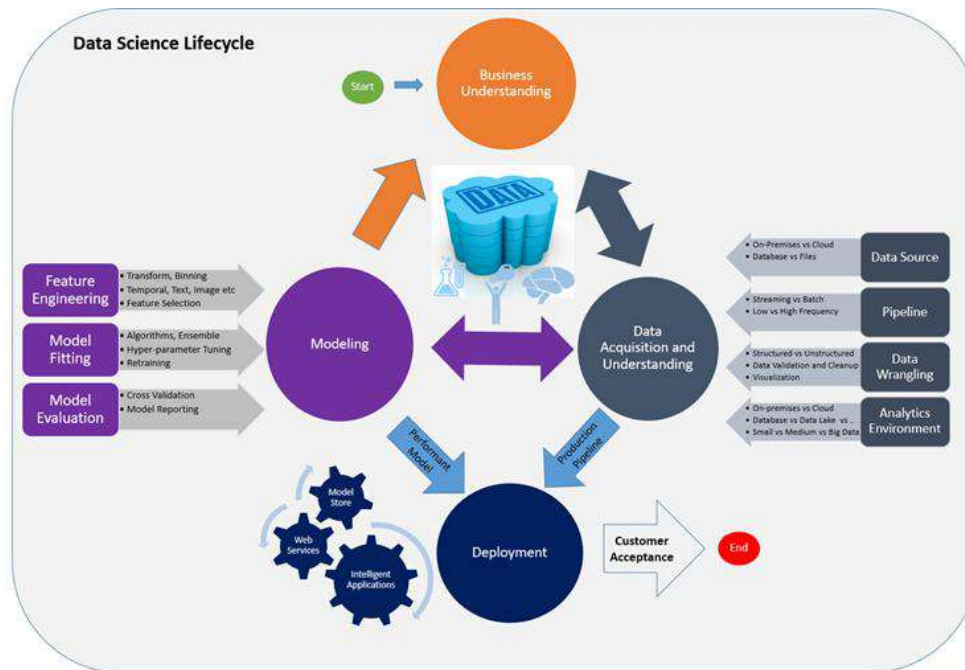 Data Science Lifecycle
Start
Business
Understanding
DATA
Feature
Engineering
• Transform, Binning
• Temporal, Text, Image etc
• Feature Selection
Model
Fitting
• Algorithms, Ensemble
• Hyper-parameter Tuning
• Retraining
Model
Evaluation
• Cross Validation
• Model Reporting
Modeling
Data
Acquisition and
Understanding
• On-Premises vs Cloud
• Database vs Files
Data Source
• Streaming vs Batch
• Low vs High Frequency
Pipeline
• Structured vs Unstructured
• Data Validation and Cleanup
• Visualization
Data
Wrangling
• On-premises vs Cloud
• Database vs Data Lake vs ..
• Small vs Medium vs Big Data
Analytics
Environment
Performant
Model
Production
Pipeline
Model
Store
Web
Services
Intelligent
Applications
Deployment
Customer
Acceptance
End